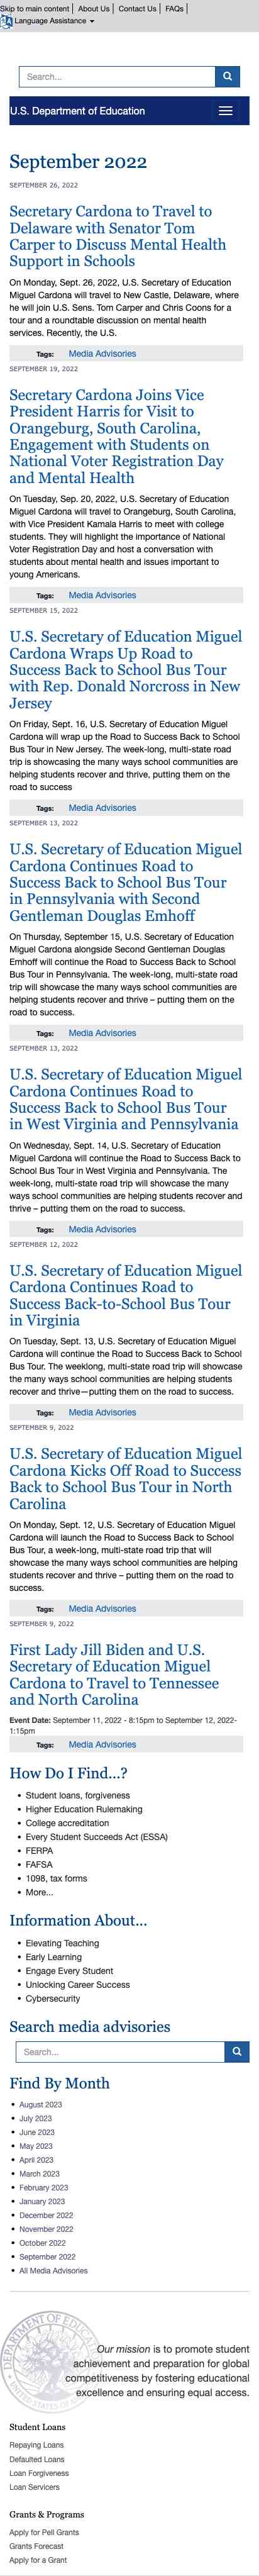 Skip to main content | About Us | Contact Us | FAQs |
Language Assistance
Search...
U.S. Department of Education
September 2022
SEPTEMBER 26, 2022
Secretary Cardona to Travel to
Delaware with Senator Tom
Carper to Discuss Mental Health
Support in Schools
On Monday, Sept. 26, 2022, U.S. Secretary of Education
Miguel Cardona will travel to New Castle, Delaware, where
he will join U.S. Sens. Tom Carper and Chris Coons for a
tour and a roundtable discussion on mental health
services. Recently, the U.S.
Tags: Media Advisories
SEPTEMBER 19, 2022
Secretary Cardona Joins Vice
President Harris for Visit to
Orangeburg, South Carolina,
Engagement with Students on
National Voter Registration Day
and Mental Health
On Tuesday, Sep. 20, 2022, U.S. Secretary of Education
Miguel Cardona will travel to Orangeburg, South Carolina,
with Vice President Kamala Harris to meet with college
students. They will highlight the importance of National
Voter Registration Day and host a conversation with
students about mental health and issues important to
young Americans.
Tags: Media Advisories
SEPTEMBER 15, 2022
U.S. Secretary of Education Miguel
Cardona Wraps Up Road to
Success Back to School Bus Tour
with Rep. Donald Norcross in New
Jersey
On Friday, Sept. 16, U.S. Secretary of Education Miguel
Cardona will wrap up the Road to Success Back to School
Bus Tour in New Jersey. The week-long, multi-state road
trip is showcasing the many ways school communities are
helping students recover and thrive, putting them on the
road to success
Tags: Media Advisories
SEPTEMBER 13, 2022
U.S. Secretary of Education Miguel
Cardona Continues Road to
Success Back to School Bus Tour
in Pennsylvania with Second
Gentleman Douglas Emhoff
On Thursday, September 15, U.S. Secretary of Education
Miguel Cardona alongside Second Gentleman Douglas
Emhoff will continue the Road to Success Back to School
Bus Tour in Pennsylvania. The week-long, multi-state road
trip will showcase the many ways school communities are
helping students recover and thrive – putting them on the
road to success.
Tags: Media Advisories
SEPTEMBER 13, 2022
U.S. Secretary of Education Miguel
Cardona Continues Road to
Success Back to School Bus Tour
in West Virginia and Pennsylvania
On Wednesday, Sept. 14, U.S. Secretary of Education
Miguel Cardona will continue the Road to Success Back to
School Bus Tour in West Virginia and Pennsylvania. The
week-long, multi-state road trip will showcase the many
ways school communities are helping students recover and
thrive – putting them on the road to success.
Tags: Media Advisories
SEPTEMBER 12, 2022
U.S. Secretary of Education Miguel
Cardona Continues Road to
Success Back-to-School Bus Tour
in Virginia
On Tuesday, Sept. 13, U.S. Secretary of Education Miguel
Cardona will continue the Road to Success Back to School
Bus Tour. The weeklong, multi-state road trip will showcase
the many ways school communities are helping students
recover and thrive—putting them on the road to success.
Tags: Media Advisories
SEPTEMBER 9, 2022
U.S. Secretary of Education Miguel
Cardona Kicks Off Road to Success
Back to School Bus Tour in North
Carolina
On Monday, Sept. 12, U.S. Secretary of Education Miguel
Cardona will launch the Road to Success Back to School
Bus Tour, a week-long, multi-state road trip that will
showcase the many ways school communities are helping
students recover and thrive – putting them on the road to
success.
Tags: Media Advisories
SEPTEMBER 9, 2022
First Lady Jill Biden and U.S.
Secretary of Education Miguel
Cardona to Travel to Tennessee
and North Carolina
Event Date: September 11, 2022 - 8:15pm to September 12, 2022-
1:15pm
Tags: Media Advisories
How Do I Find...?
• Student loans, forgiveness
• Higher Education Rulemaking
• College accreditation
• Every Student Succeeds Act (ESSA)
• FERPA
• FAFSA
• 1098, tax forms
• More...
Information About...
• Elevating Teaching
• Early Learning
• Engage Every Student
• Unlocking Career Success
• Cybersecurity
Search media advisories
Search...
Find By Month
• August 2023
• July 2023
• June 2023
• May 2023
• April 2023
• March 2023
• February 2023
• January 2023
• December 2022
• November 2022
• October 2022
• September 2022
• All Media Advisories
Our mission is to promote student
achievement and preparation for global
competitiveness by fostering educational
excellence and ensuring equal access.
Student Loans
Repaying Loans
Defaulted Loans
Loan Forgiveness
Loan Servicers
Grants & Programs
Apply for Pell Grants
Grants Forecast
Apply for a Grant